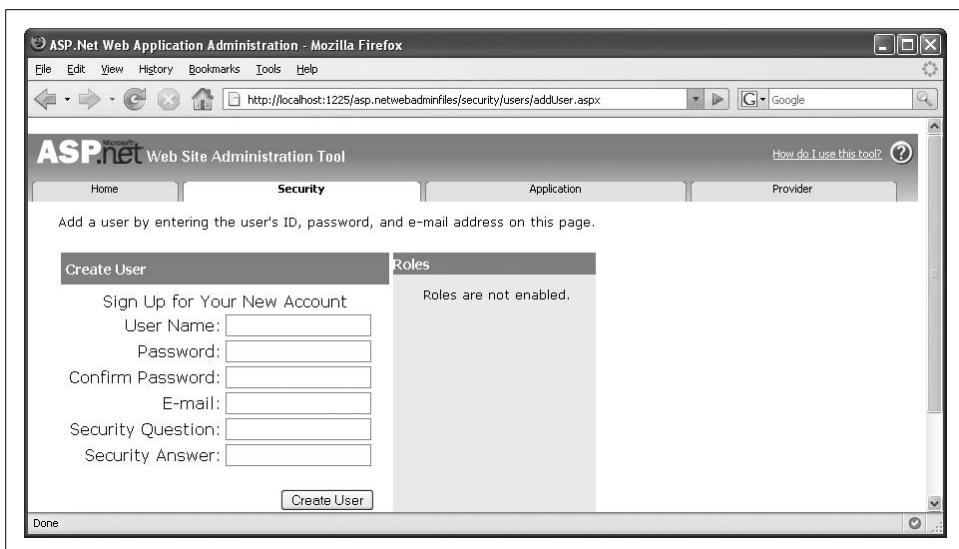 ASP.Net Web Application Administration - Mozilla Firefox
File Edit View History Bookmarks Tools Help
http://localhost:1225/asp.netwebadminfiles/security/users/addUser.aspx G Google
Microsoft
ASP.net Web Site Administration Tool How do I use this tool? ?
Home Security Application Provider
Add a user by entering the user's ID, password, and e-mail address on this page.
Create User Roles
Sign Up for Your New Account Roles are not enabled.
User Name:
Password:
Confirm Password:
E-mail:
Security Question:
Security Answer:
Create User
Done